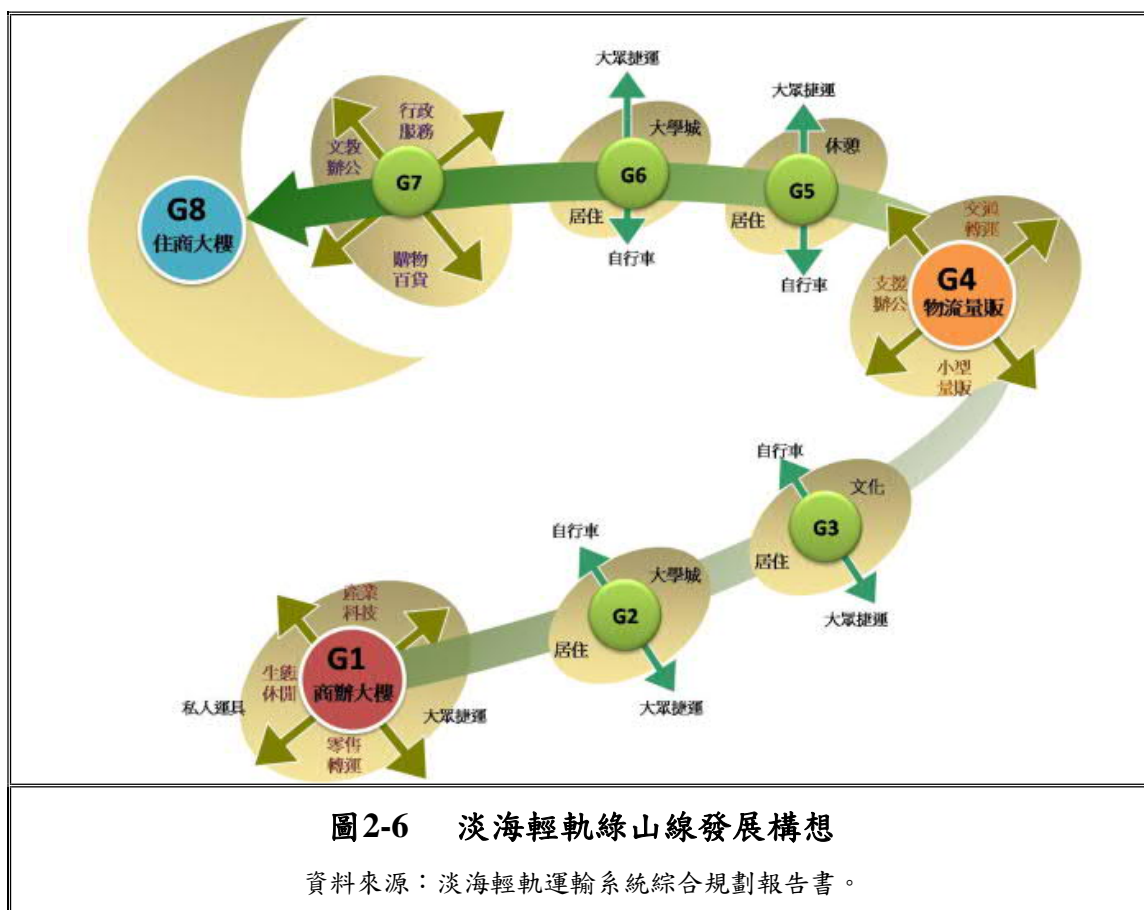 大眾捷運
大眾捷運
行政
服務
大學城
休憩
文教
辦公
G7
G6
G5
G8
住商大樓
居住
居住
購物
百貨
自行車
自行車
交通
轉運
支援
辦公
G4
物流量販
小型
量販
自行車
文化
G3
居住
大眾捷運
自行車
大學城
G2
居住
大眾捷運
產業
科技
G1
商辦大樓
生態
休閒
私人運具
大眾捷運
零售
轉運
圖2-6 淡海輕軌綠山線發展構想
資料來源：淡海輕軌運輸系統綜合規劃報告書。